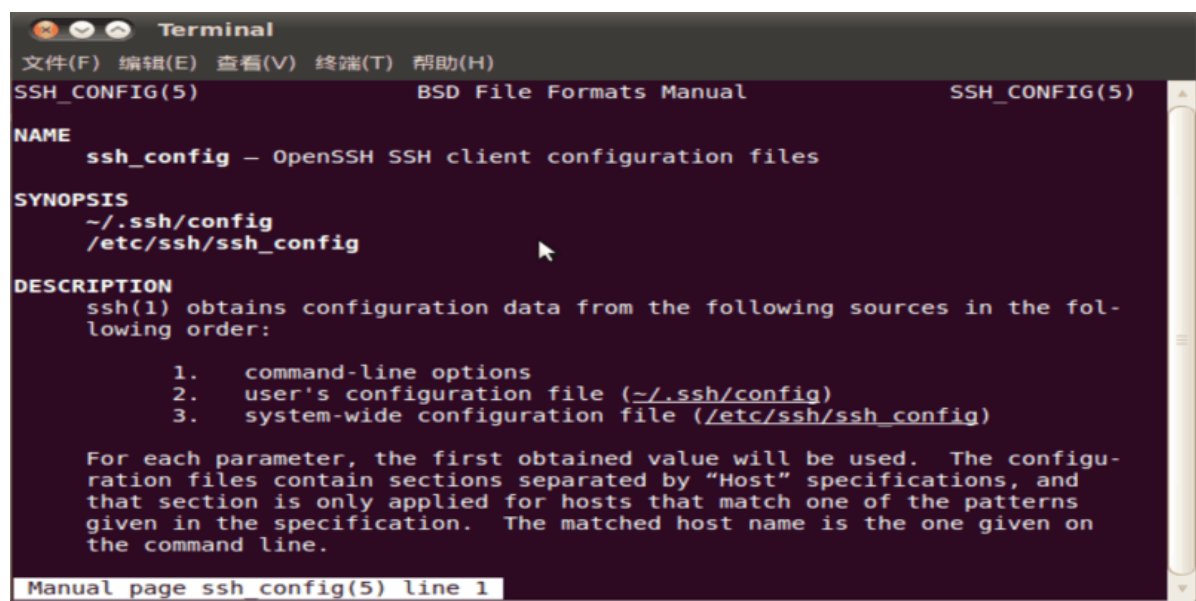 Terminal
文件(F) 编辑(E) 查看(V) 终端(T) 帮助(H)
SSH_CONFIG(5) BSD File Formats Manual SSH_CONFIG(5)
NAME
ssh_config — OpenSSH SSH client configuration files
SYNOPSIS
~/.ssh/config
/etc/ssh/ssh_config
DESCRIPTION
ssh(1) obtains configuration data from the following sources in the fol-
lowing order:
1. command-line options
2. user's configuration file (~/.ssh/config)
3. system-wide configuration file (/etc/ssh/ssh_config)
For each parameter, the first obtained value will be used. The configu-
ration files contain sections separated by “Host” specifications, and
that section is only applied for hosts that match one of the patterns
given in the specification. The matched host name is the one given on
the command line.
Manual page ssh_config(5) line 1